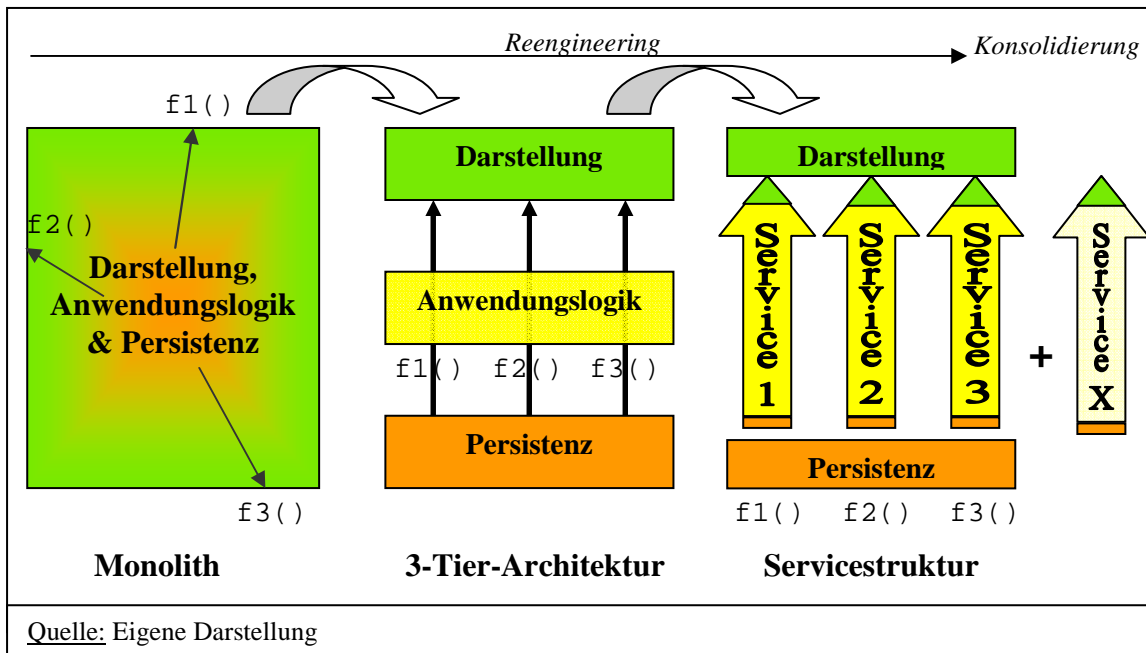 Reengineering
Konsolidierung
f1()
f2()
Darstellung,
Anwendungslogik
& Persistenz
f3()
Monolith
Darstellung
Anwendungslogik
f1() f2() f3()
Persistenz
3-Tier-Architektur
Darstellung
Service 1
Service 2
Service 3
+
Service X
Persistenz
f1() f2() f3()
Servicestruktur
Quelle: Eigene Darstellung